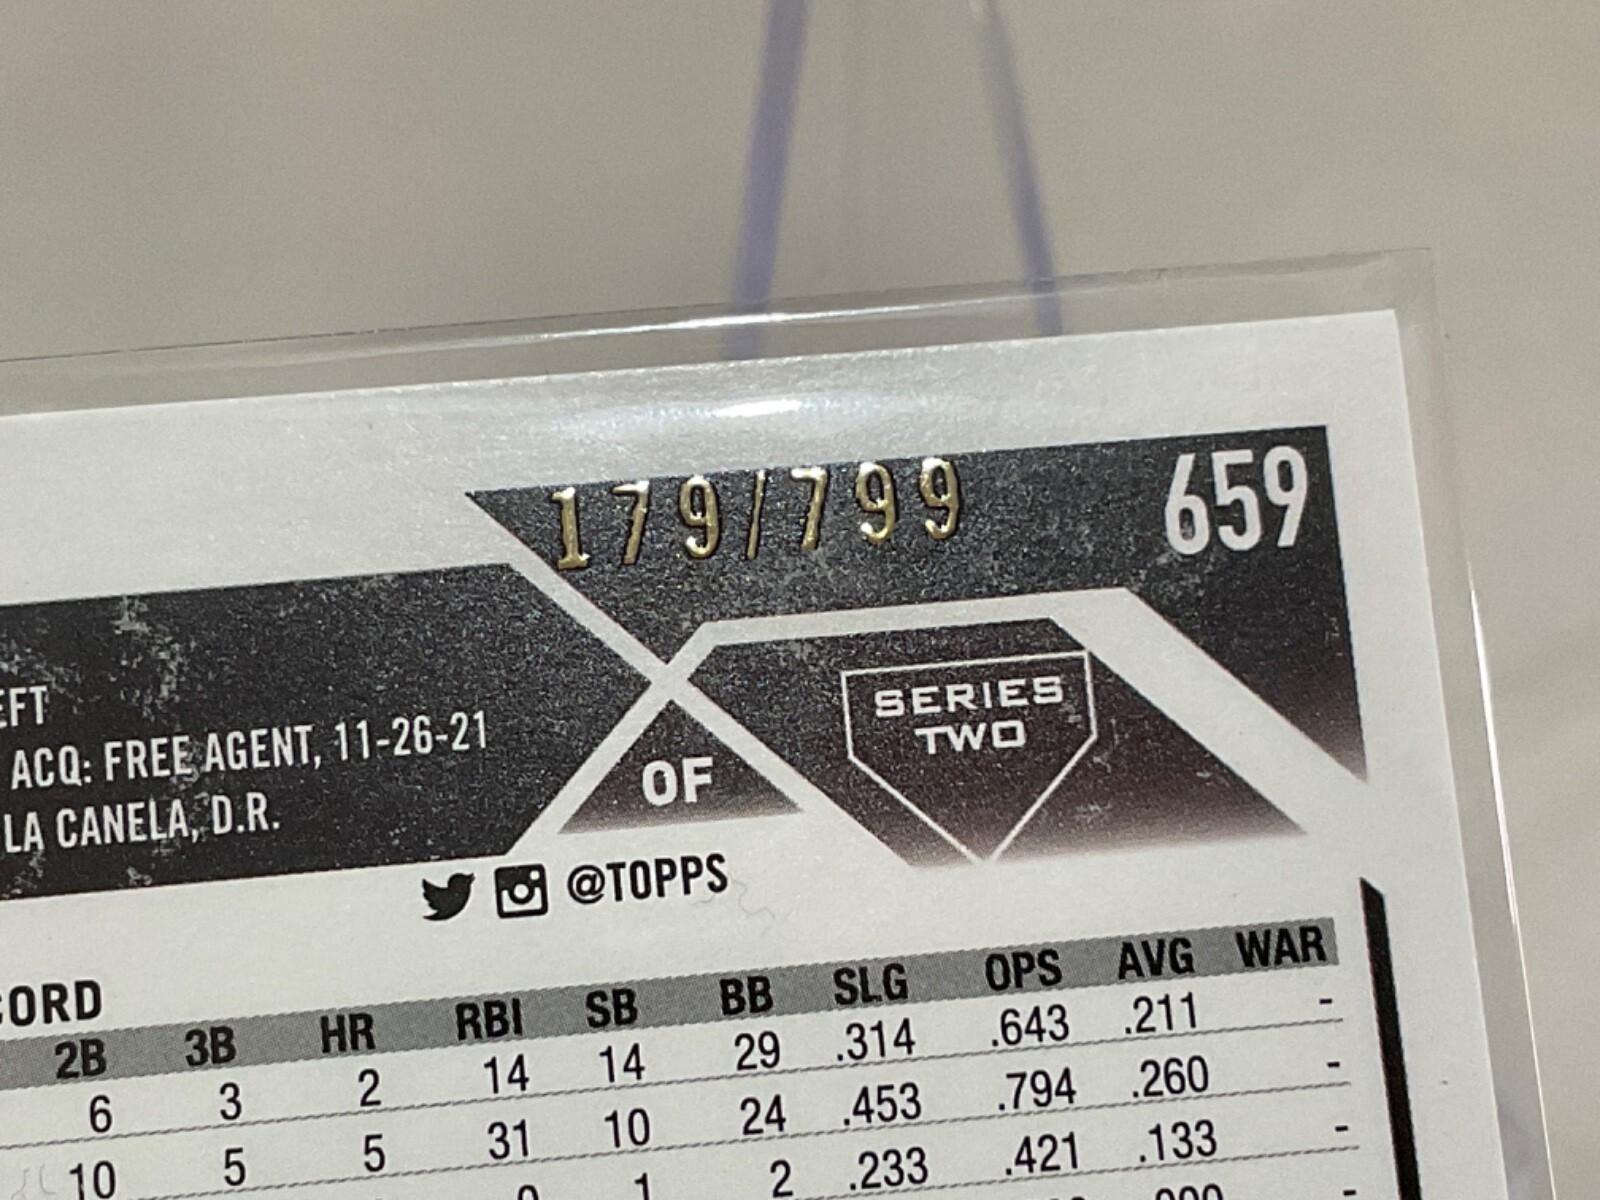 179/799
659
SERIES
TWO
OF
ACQ: FREE AGENT, 11-26-21
LA CANELA, D.R.
@TOPPS
2B 3B HR RBI SB BB SLG OPS AVG WAR
6 3 2 14 14 29 .314 .643 .211 -
10 5 5 31 10 24 .453 .794 .260 -
1 2 .233 .421 .133 -